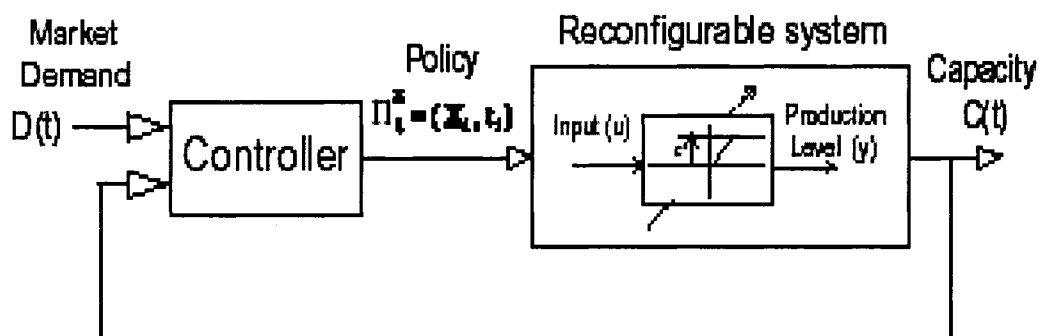 Market
Demand
D(t)
Controller
Policy
Reconfigurable system
Input (u)
c
Production
Level (y)
Capacity
C(t)